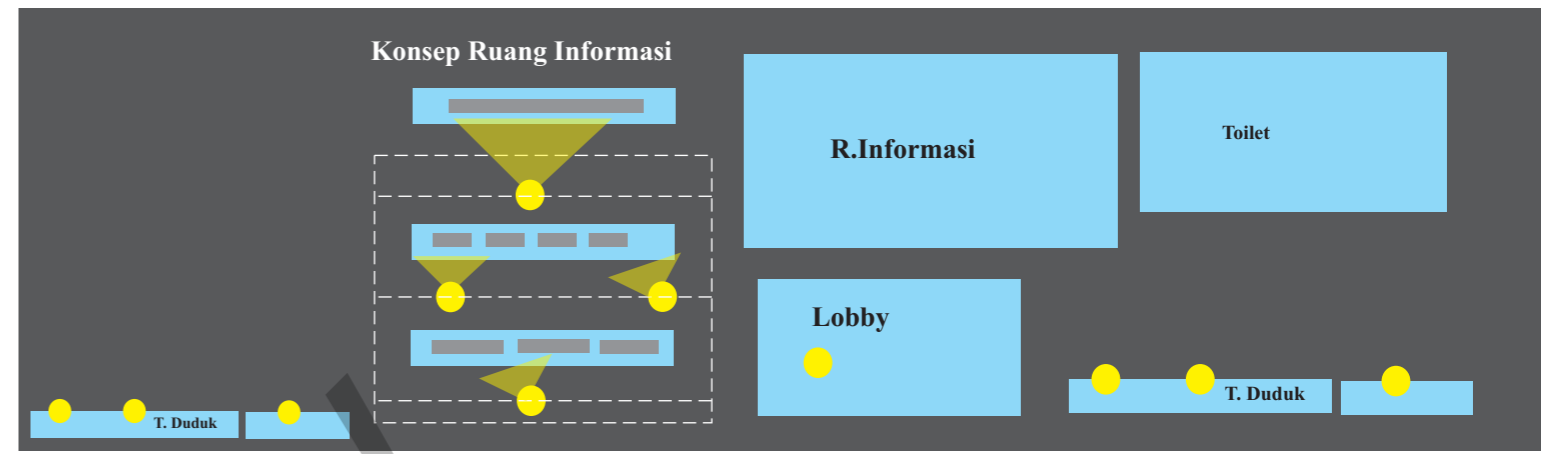 Konsep Ruang Informasi
R.Informasi
Toilet
Lobby
T. Duduk
T. Duduk